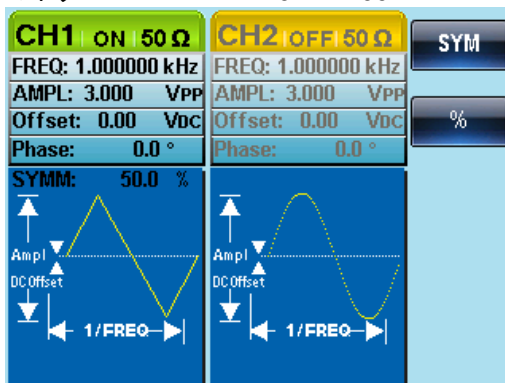 CH1 ON 50 Ω
FREQ: 1.000000 kHz
AMPL: 3.000 VPP
Offset: 0.00 VDC
Phase: 0.0 °
SYMM: 50.0 %
Ampl
DC Offset
1/FREQ
CH2 OFF 50 Ω
FREQ: 1.000000 kHz
AMPL: 3.000 VPP
Offset: 0.00 VDC
Phase: 0.0 °
Ampl
DC Offset
1/FREQ
SYM
%